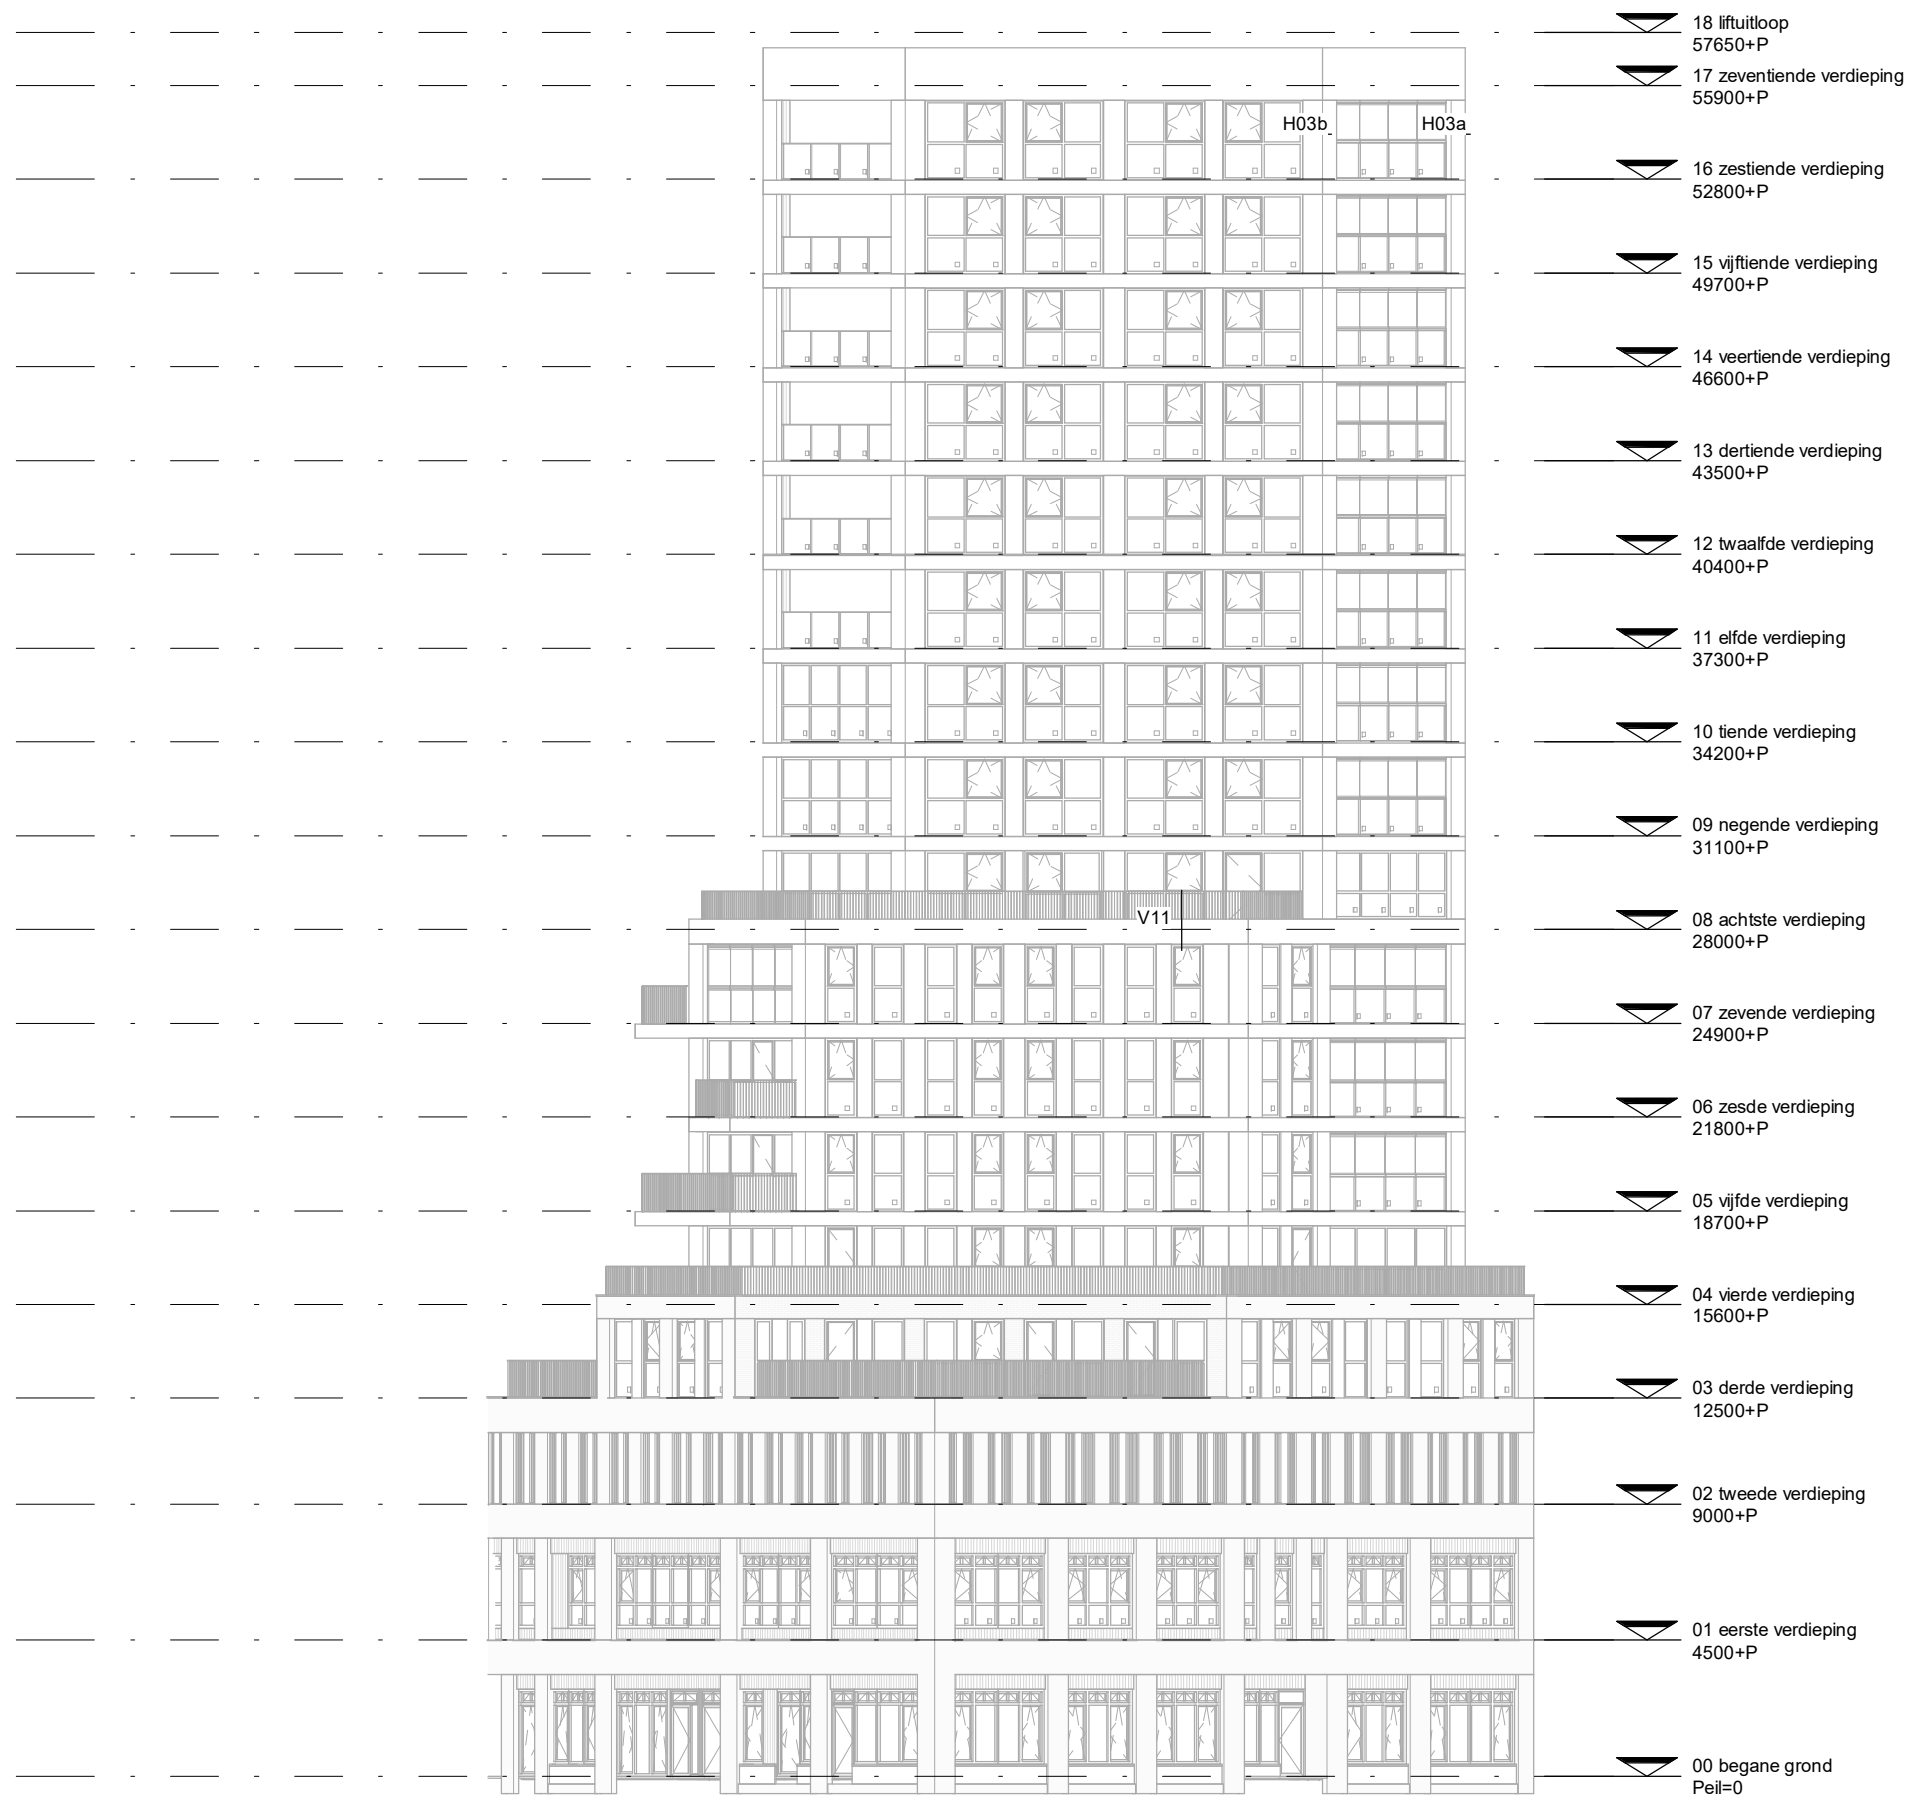 18 liftuitloop
57650+P
17 zeventiende verdieping
55900+P
H03b
H03a
16 zestiende verdieping
52800+P
15 vijftiende verdieping
49700+P
14 veertiende verdieping
46600+P
13 dertiende verdieping
43500+P
12 twaalfde verdieping
40400+P
11 elfde verdieping
37300+P
10 tiende verdieping
34200+P
09 negende verdieping
31100+P
V11
08 achtste verdieping
28000+P
07 zevende verdieping
24900+P
06 zesde verdieping
21800+P
05 vijfde verdieping
18700+P
04 vierde verdieping
15600+P
03 derde verdieping
12500+P
02 tweede verdieping
9000+P
01 eerste verdieping
4500+P
00 begane grond
Peil=0